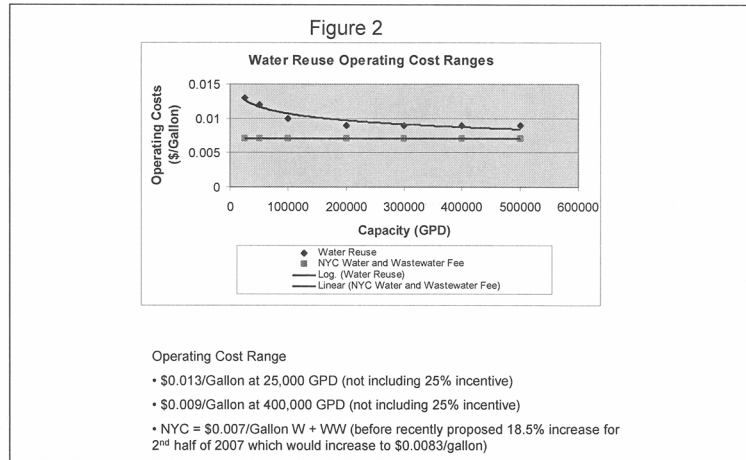 Figure 2
Water Reuse Operating Cost Ranges
Operating Costs
($/Gallon)
0.015
0.01
0.005
0
0 100000 200000 300000 400000 500000 600000
Capacity (GPD)
Water Reuse
NYC Water and Wastewater Fee
Log. (Water Reuse)
Linear (NYC Water and Wastewater Fee)
Operating Cost Range
• $0.013/Gallon at 25,000 GPD (not including 25% incentive)
• $0.009/Gallon at 400,000 GPD (not including 25% incentive)
• NYC = $0.007/Gallon W + WW (before recently proposed 18.5% increase for
2nd half of 2007 which would increase to $0.0083/gallon)